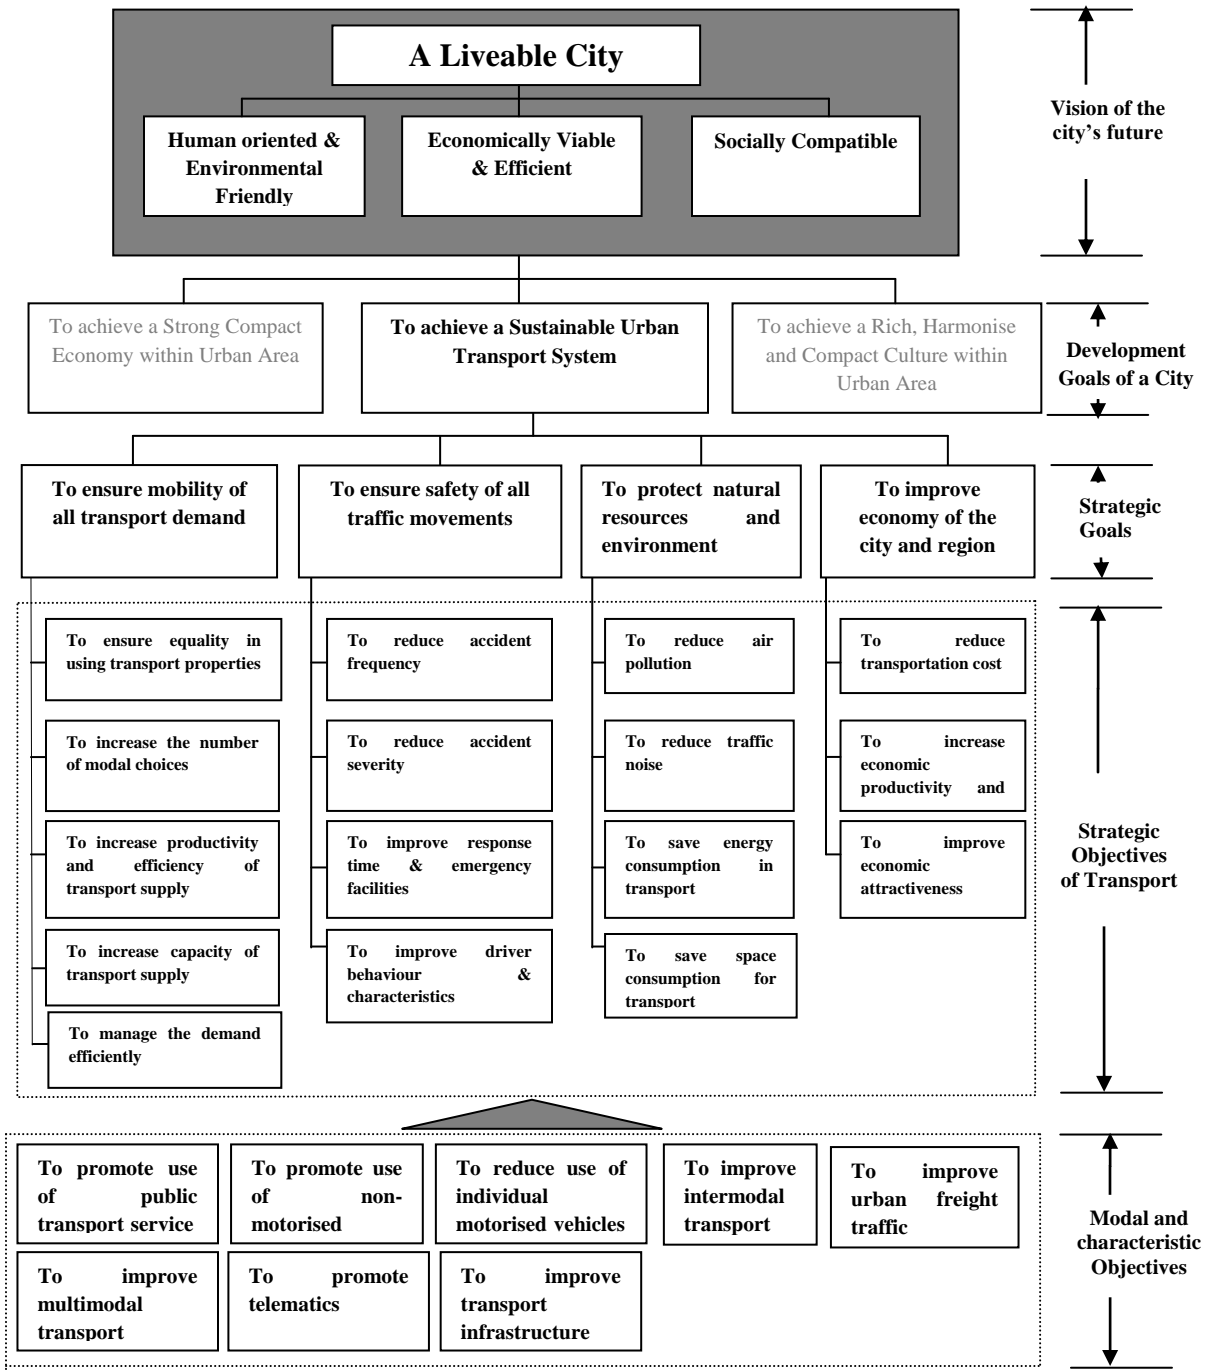 A Liveable City
Human oriented &
Environmental
Friendly
Economically Viable
& Efficient
Socially Compatible
Vision of the
city's future
To achieve a Strong Compact
Economy within Urban Area
To achieve a Sustainable Urban
Transport System
To achieve a Rich, Harmonise
and Compact Culture within
Urban Area
Development
Goals of a City
To ensure mobility of
all transport demand
To ensure safety of all
traffic movements
To protect natural
resources and
environment
To improve
economy of the
city and region
Strategic
Goals
To ensure equality in
using transport properties
To increase the number
of modal choices
To increase productivity
and efficiency of
transport supply
To increase capacity of
transport supply
To manage the demand
efficiently
To reduce accident
frequency
To reduce accident
severity
To improve response
time & emergency
facilities
To improve driver
behaviour &
characteristics
To reduce air
pollution
To reduce traffic
noise
To save energy
consumption in
transport
To save space
consumption for
transport
To reduce
transportation cost
To increase
economic
productivity and
To improve
economic
attractiveness
Strategic
Objectives
of Transport
To promote use
of public
transport service
To promote use
of non-
motorised
To reduce use of
individual
motorised vehicles
To improve
intermodal
transport
To improve
urban freight
traffic
To improve
multimodal
transport
To promote
telematics
To improve
transport
infrastructure
Modal and
characteristic
Objectives